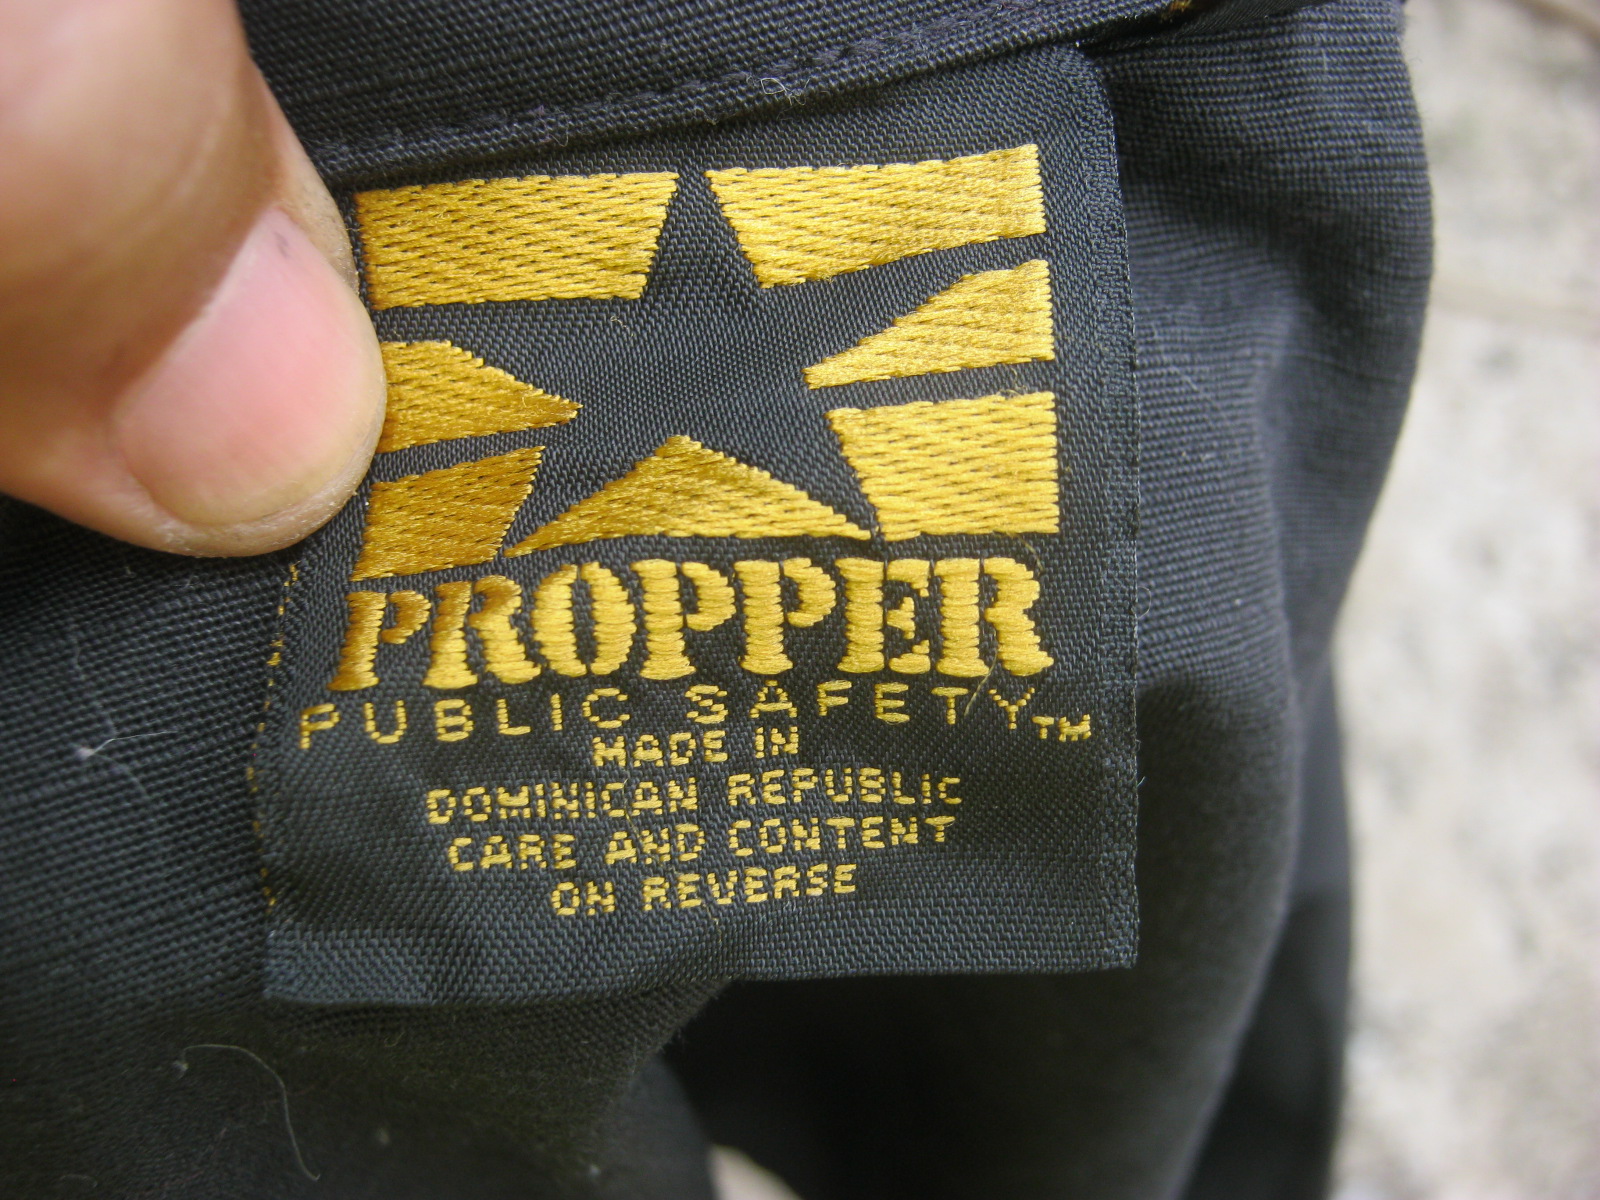 PROPPER
PUBLIC SAFETY™
MADE IN
DOMINICAN REPUBLIC
CARE AND CONTENT
ON REVERSE